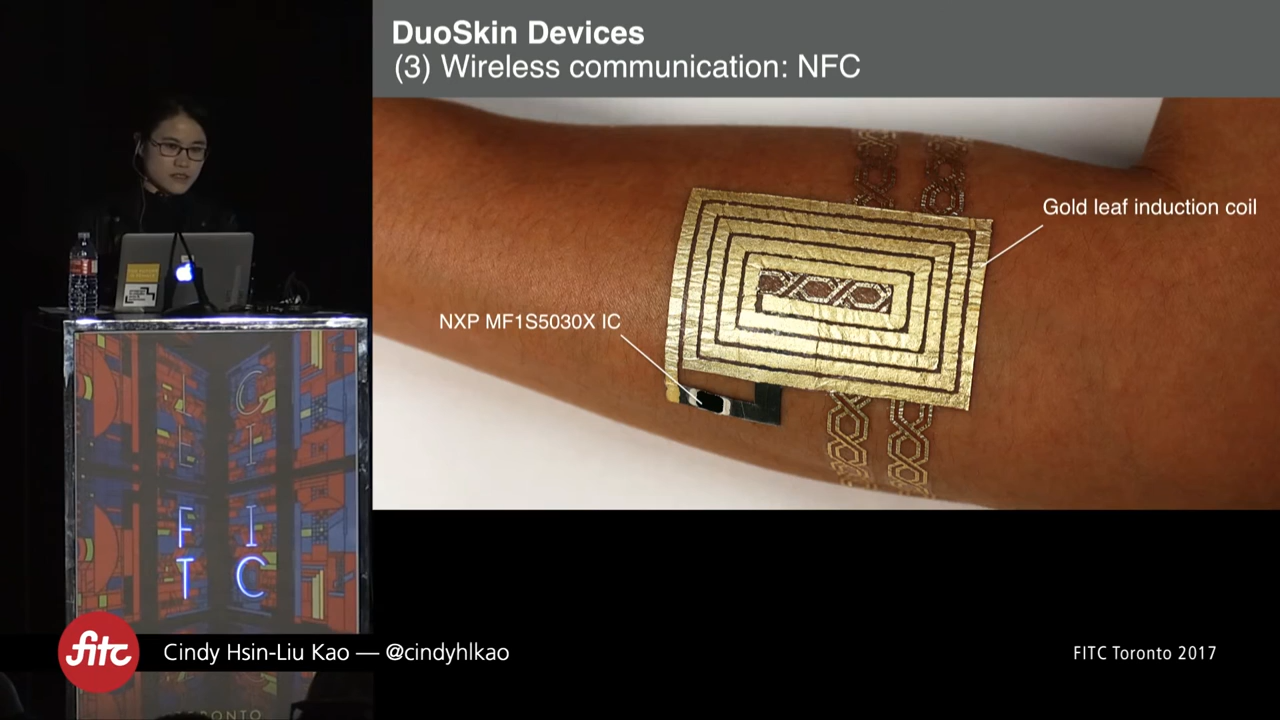 DuoSkin Devices
(3) Wireless communication: NFC
Gold leaf induction coil
NXP MF1S5030X IC
F I
T C
fitc
Cindy Hsin-Liu Kao — @cindyhlkao
FITC Toronto 2017